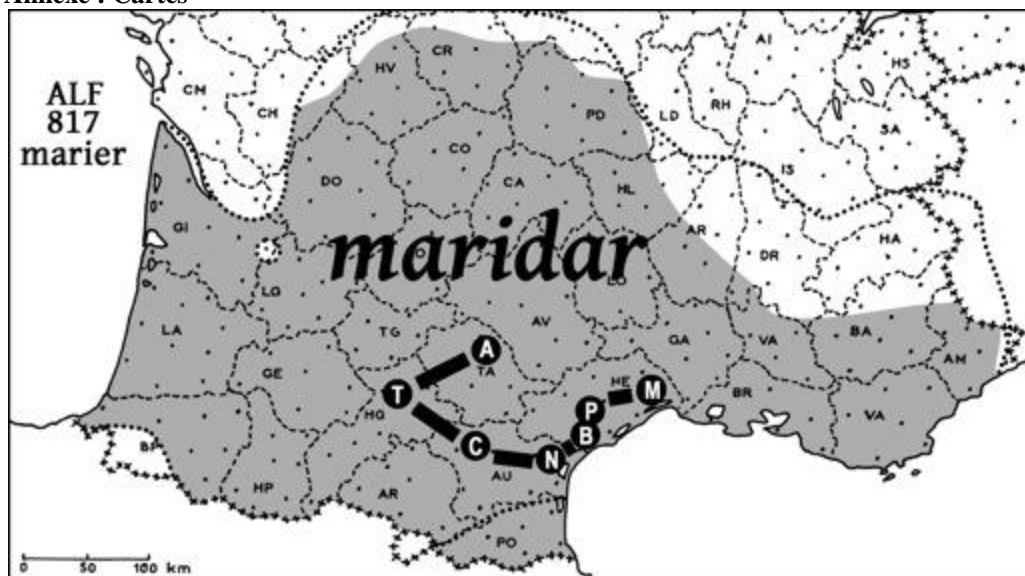 Annexe : Cartes
ALF
817
marier
CM
CH
HV
CR
PD
LD
RH
AI
HS
SA
IS
DO
CO
CA
HL
AR
DR
HA
GI
maridar
LG
LO
LA
TG
AV
GA
VA
BA
AM
GE
A
TA
HE
M
BR
VA
T
HG
P
B
C
N
AU
HP
AR
PO
0 50 100 km